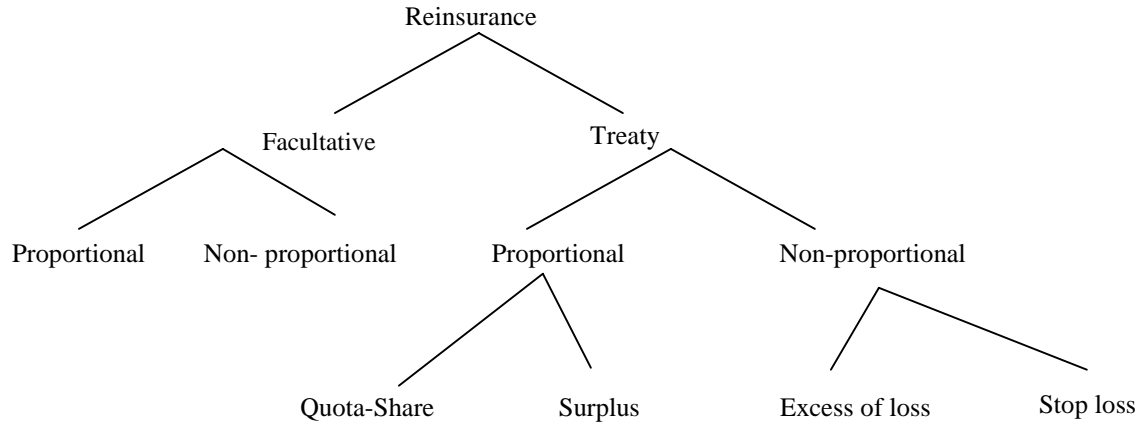 Reinsurance
Facultative
Treaty
Proportional
Non- proportional
Proportional
Non-proportional
Quota-Share
Surplus
Excess of loss
Stop loss